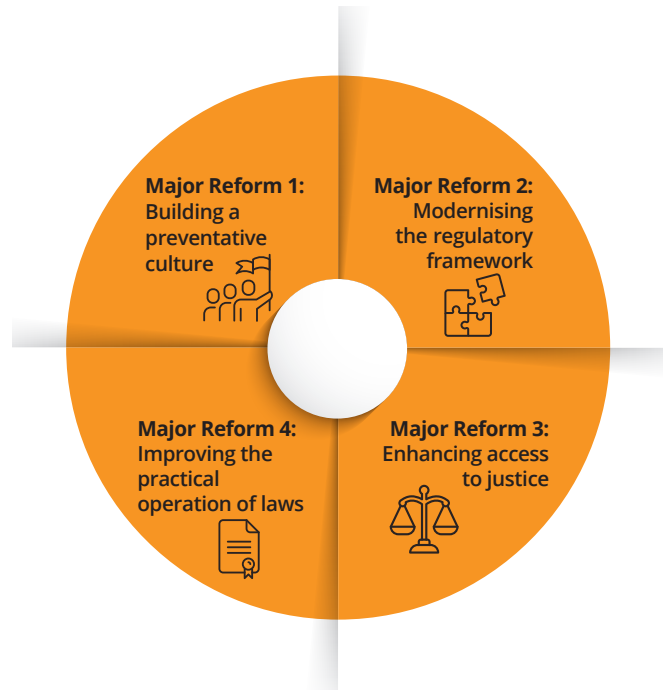 Major Reform 1:
Building a
preventative
culture
Major Reform 2:
Modernising
the regulatory
framework
Major Reform 4:
Improving the
practical
operation of laws
Major Reform 3:
Enhancing access
to justice